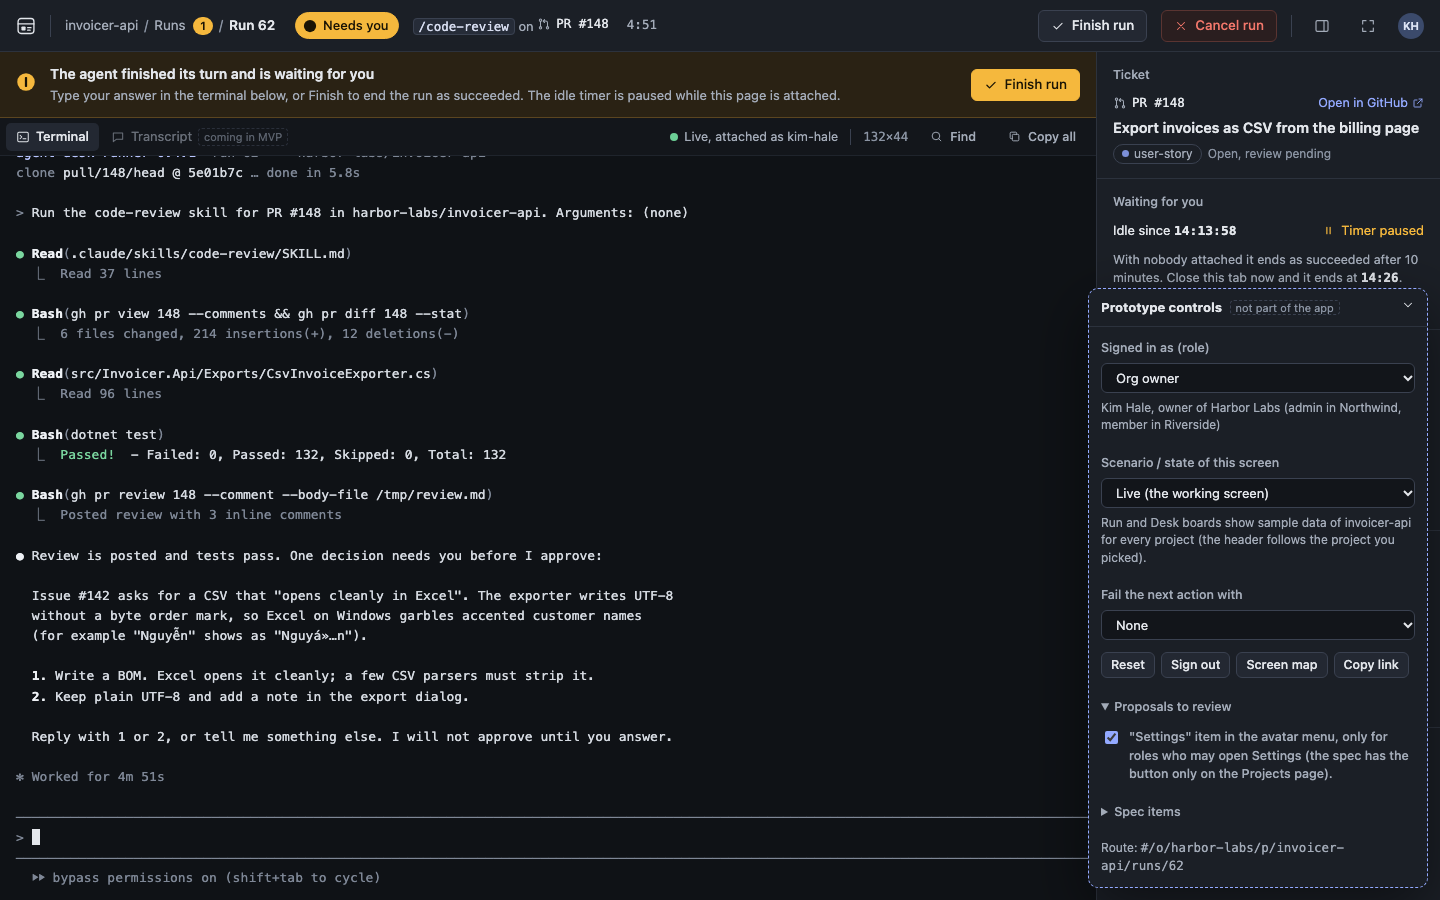 invoicer-api / Runs 1 / Run 62 Needs you /code-review on PR #148 4:51 Finish run Cancel run KH
The agent finished its turn and is waiting for you
Type your answer in the terminal below, or Finish to end the run as succeeded. The idle timer is paused while this page is attached.
Finish run
Terminal Transcript coming in MVP Live, attached as kim-hale 132×44 Find Copy all
clone pull/148/head @ 5e01b7c … done in 5.8s
> Run the code-review skill for PR #148 in harbor-labs/invoicer-api. Arguments: (none)
● Read(.claude/skills/code-review/SKILL.md)
⎿ Read 37 lines
● Bash(gh pr view 148 --comments && gh pr diff 148 --stat)
⎿ 6 files changed, 214 insertions(+), 12 deletions(-)
● Read(src/Invoicer.Api/Exports/CsvInvoiceExporter.cs)
⎿ Read 96 lines
● Bash(dotnet test)
⎿ Passed! – Failed: 0, Passed: 132, Skipped: 0, Total: 132
● Bash(gh pr review 148 --comment --body-file /tmp/review.md)
⎿ Posted review with 3 inline comments
● Review is posted and tests pass. One decision needs you before I approve:
Issue #142 asks for a CSV that "opens cleanly in Excel". The exporter writes UTF-8
without a byte order mark, so Excel on Windows garbles accented customer names
(for example "Nguyễn" shows as "Nguyá»…n").
1. Write a BOM. Excel opens it cleanly; a few CSV parsers must strip it.
2. Keep plain UTF-8 and add a note in the export dialog.
Reply with 1 or 2, or tell me something else. I will not approve until you answer.
✻ Worked for 4m 51s
>
⏵⏵ bypass permissions on (shift+tab to cycle)
Ticket
PR #148 Open in GitHub
Export invoices as CSV from the billing page
user-story Open, review pending
Waiting for you
Idle since 14:13:58 Timer paused
With nobody attached it ends as succeeded after 10
minutes. Close this tab now and it ends at 14:26.
Prototype controls not part of the app
Signed in as (role)
Org owner
Kim Hale, owner of Harbor Labs (admin in Northwind,
member in Riverside)
Scenario / state of this screen
Live (the working screen)
Run and Desk boards show sample data of invoicer-api
for every project (the header follows the project you
picked).
Fail the next action with
None
Reset Sign out Screen map Copy link
▼ Proposals to review
"Settings" item in the avatar menu, only for
roles who may open Settings (the spec has the
button only on the Projects page).
▶ Spec items
Route: #/o/harbor-labs/p/invoicer-
api/runs/62